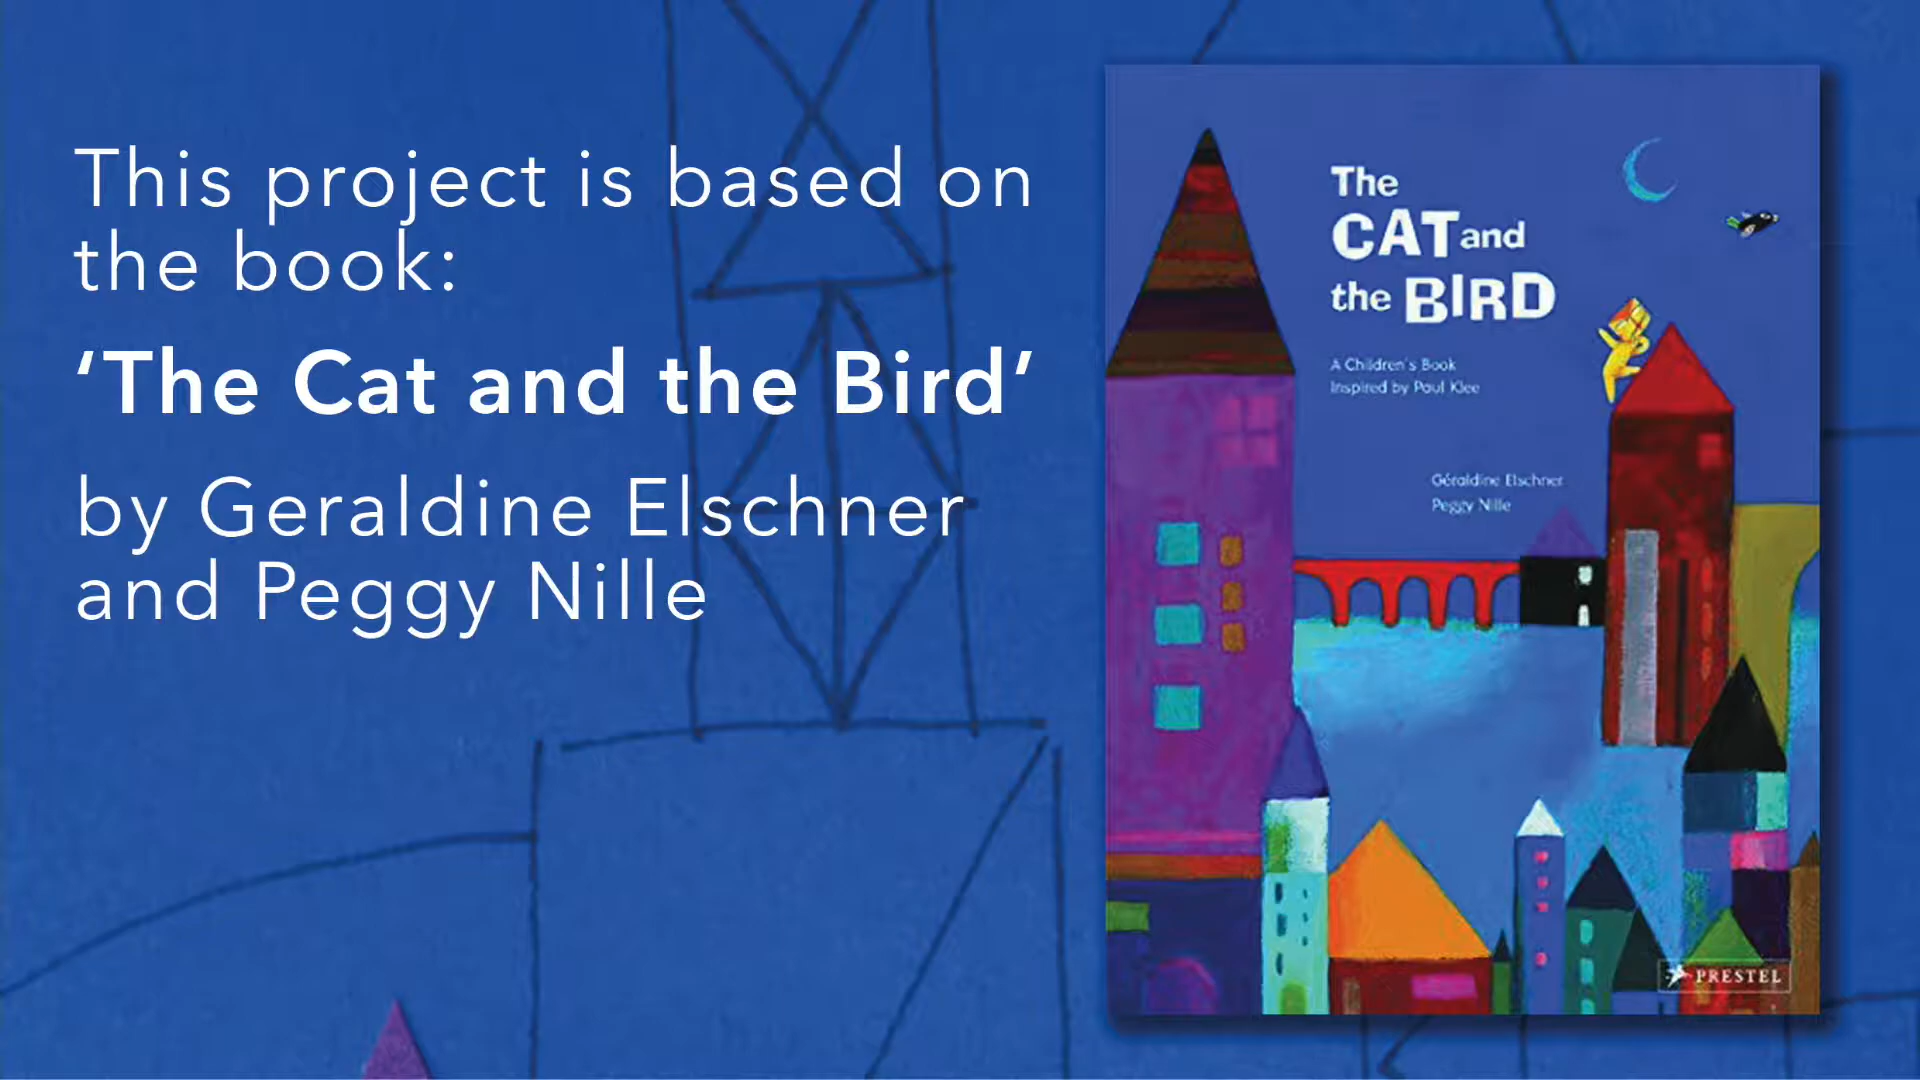 This project is based on
the book:
‘The Cat and the Bird’
by Geraldine Elschner
and Peggy Nille
The
CAT and
the BIRD
A Children's Book
Inspired by Paul Klee
Géraldine Elschner
Peggy Nille
PRESTEL